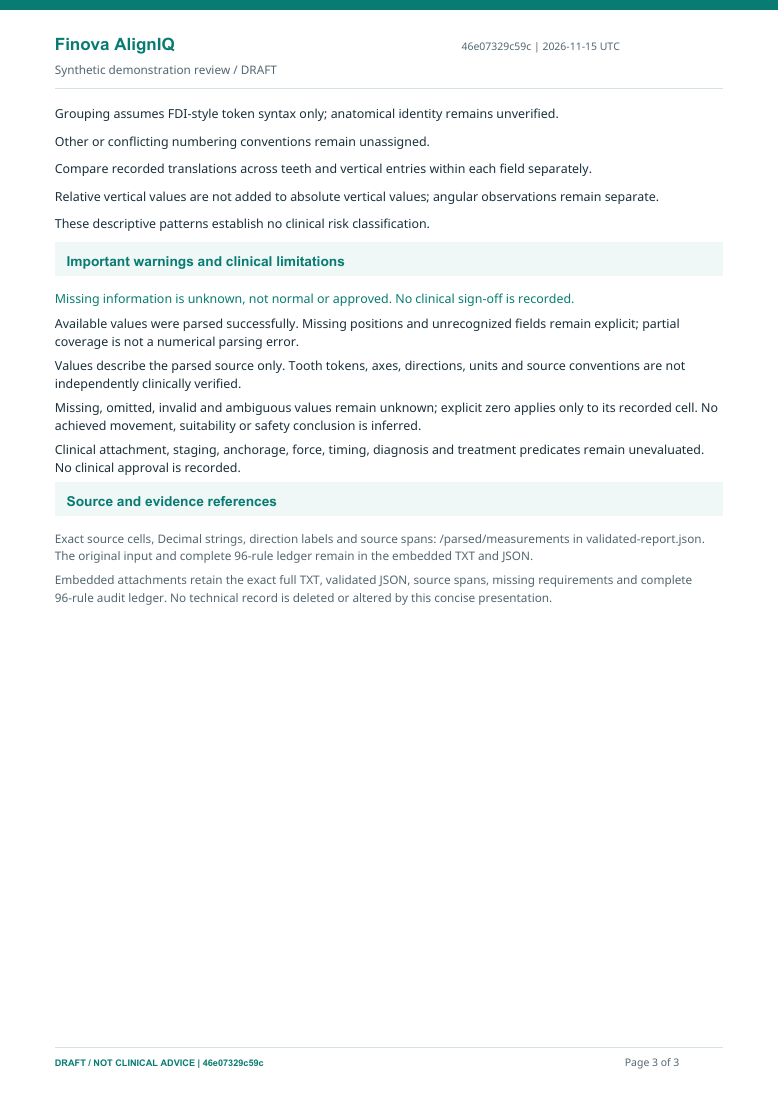 Finova AlignIQ
46e07329c59c | 2026-11-15 UTC
Synthetic demonstration review / DRAFT
Grouping assumes FDI-style token syntax only; anatomical identity remains unverified.
Other or conflicting numbering conventions remain unassigned.
Compare recorded translations across teeth and vertical entries within each field separately.
Relative vertical values are not added to absolute vertical values; angular observations remain separate.
These descriptive patterns establish no clinical risk classification.
Important warnings and clinical limitations
Missing information is unknown, not normal or approved. No clinical sign-off is recorded.
Available values were parsed successfully. Missing positions and unrecognized fields remain explicit; partial
coverage is not a numerical parsing error.
Values describe the parsed source only. Tooth tokens, axes, directions, units and source conventions are not
independently clinically verified.
Missing, omitted, invalid and ambiguous values remain unknown; explicit zero applies only to its recorded cell. No
achieved movement, suitability or safety conclusion is inferred.
Clinical attachment, staging, anchorage, force, timing, diagnosis and treatment predicates remain unevaluated.
No clinical approval is recorded.
Source and evidence references
Exact source cells, Decimal strings, direction labels and source spans: /parsed/measurements in validated-report.json.
The original input and complete 96-rule ledger remain in the embedded TXT and JSON.
Embedded attachments retain the exact full TXT, validated JSON, source spans, missing requirements and complete
96-rule audit ledger. No technical record is deleted or altered by this concise presentation.
DRAFT / NOT CLINICAL ADVICE | 46e07329c59c
Page 3 of 3